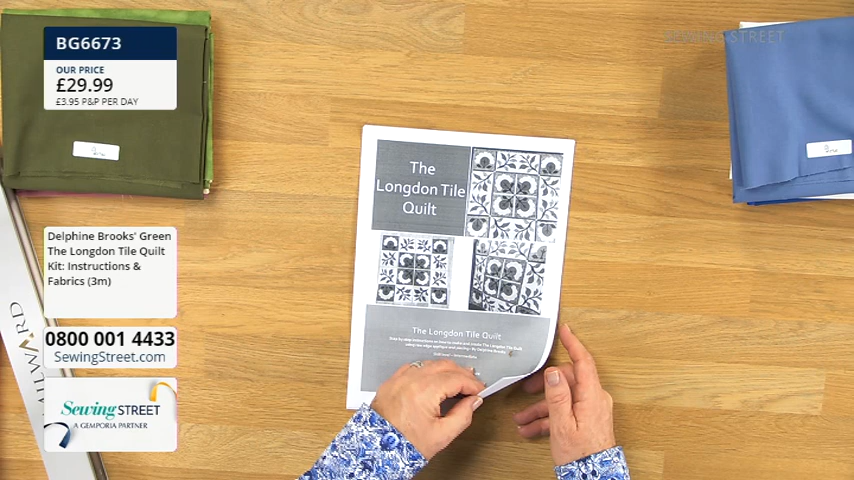 BG6673
OUR PRICE
£29.99
£3.95 P&P PER DAY
SEWING STREET
Delphine Brooks' Green
The Longdon Tile Quilt
Kit: Instructions &
Fabrics (3m)
0800 001 4433
SewingStreet.com
Sewing STREET
A GEMPORIA PARTNER
The
Longdon Tile
Quilt
The Longdon Tile Quilt